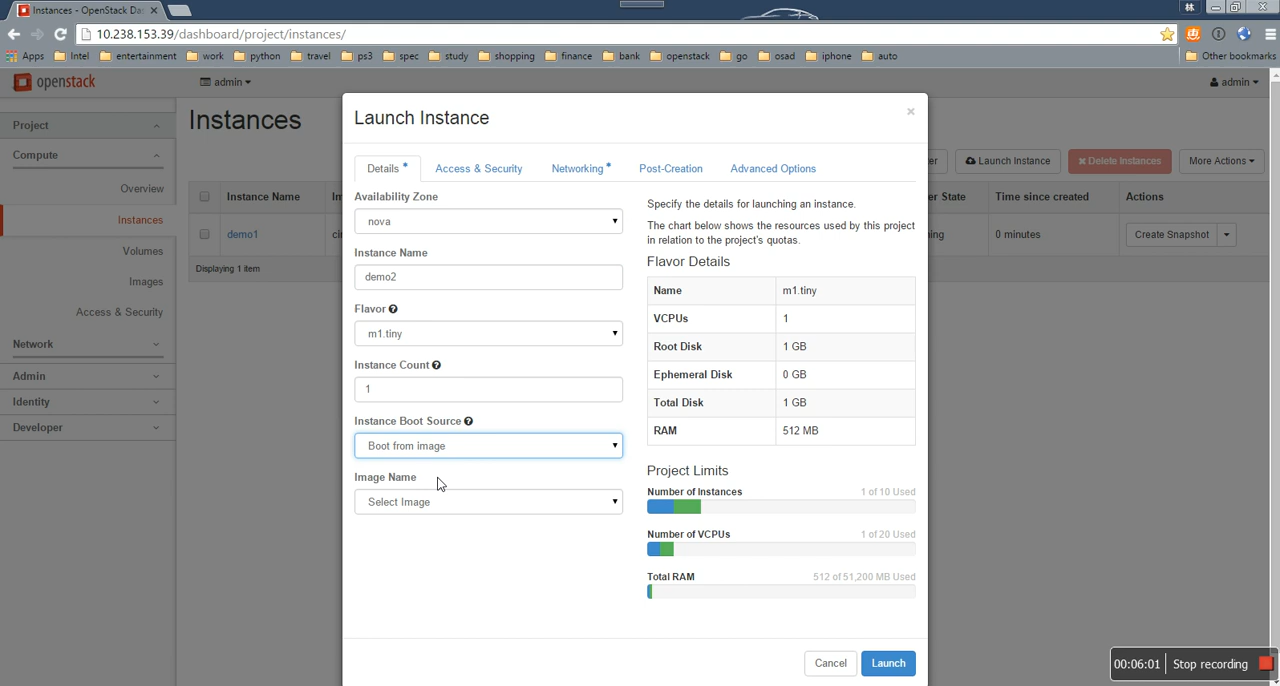 Instances - OpenStack Da
林
10.238.153.39/dashboard/project/instances/
Apps Intel entertainment work python travel ps3 spec study shopping finance bank openstack go osad iphone auto Other bookmarks
openstack admin admin
Project
Compute
Overview
Instances
Volumes
Images
Access & Security
Network
Admin
Identity
Developer
Instances
Launch Instance × Delete Instances More Actions
Instance Name Time since created Actions
demo1 0 minutes Create Snapshot
Displaying 1 item
Launch Instance ×
Details * Access & Security Networking * Post-Creation Advanced Options
Availability Zone
nova
Instance Name
demo2
Flavor
m1.tiny
Instance Count
1
Instance Boot Source
Boot from image
Image Name
Select Image
Specify the details for launching an instance.
The chart below shows the resources used by this project
in relation to the project's quotas.
Flavor Details
Name m1.tiny
VCPUs 1
Root Disk 1 GB
Ephemeral Disk 0 GB
Total Disk 1 GB
RAM 512 MB
Project Limits
Number of Instances 1 of 10 Used
Number of VCPUs 1 of 20 Used
Total RAM 512 of 51,200 MB Used
Cancel Launch
00:06:01 Stop recording